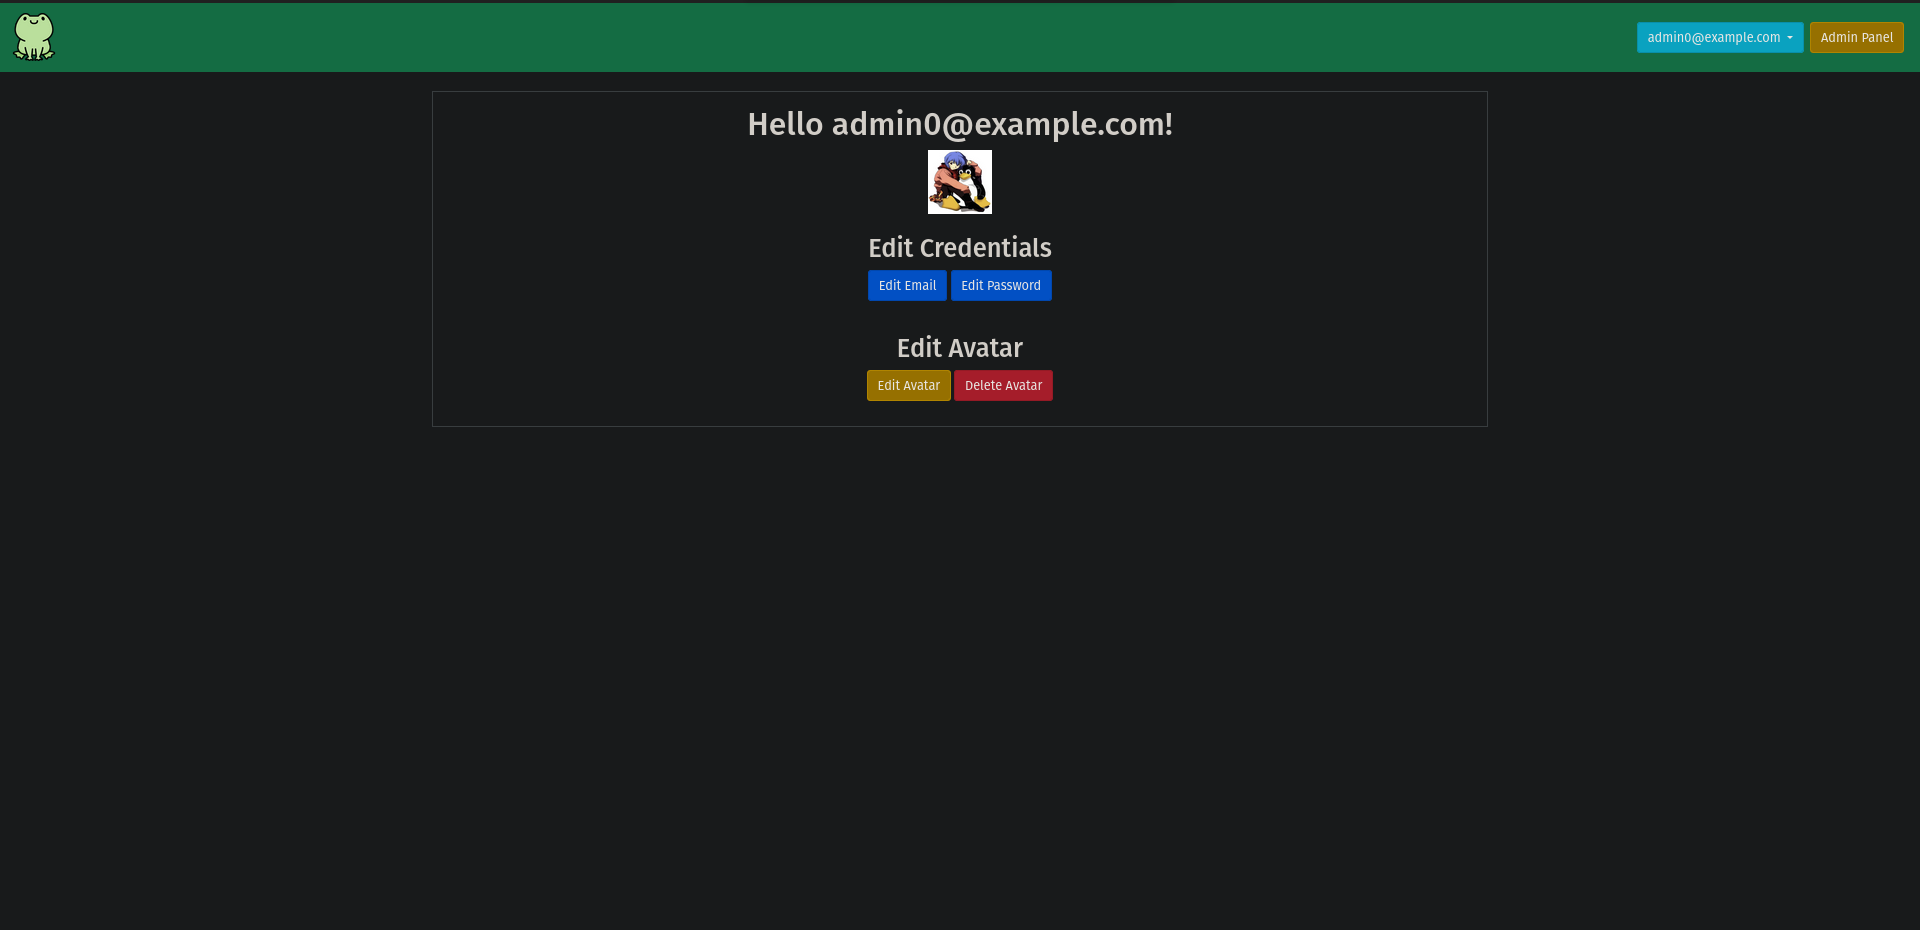 admin0@example.com Admin Panel
Hello admin0@example.com!
Edit Credentials
Edit Email Edit Password
Edit Avatar
Edit Avatar Delete Avatar